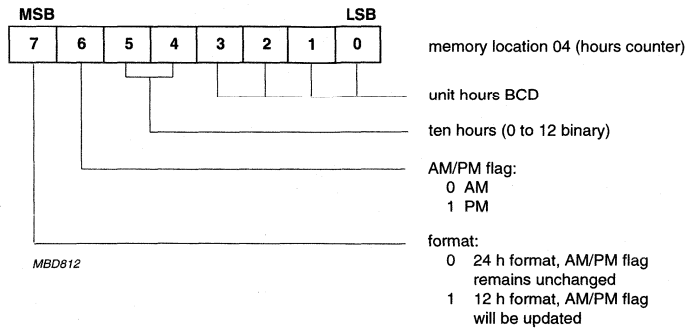 MSB LSB
7 6 5 4 3 2 1 0
memory location 04 (hours counter)
unit hours BCD
ten hours (0 to 12 binary)
AM/PM flag:
0 AM
1 PM
format:
0 24 h format, AM/PM flag
remains unchanged
1 12 h format, AM/PM flag
will be updated
MBD812